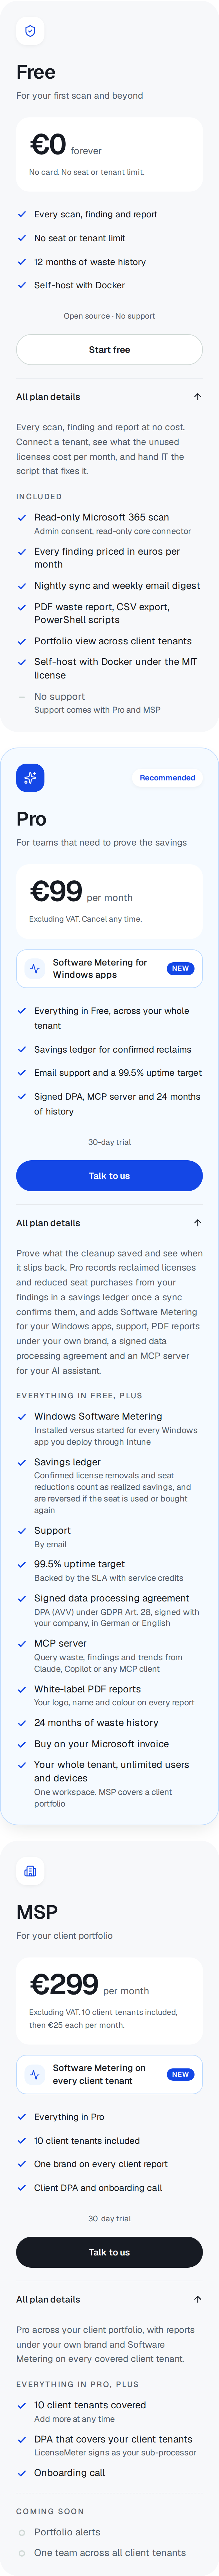 Free
For your first scan and beyond
€0 forever
No card. No seat or tenant limit.
Every scan, finding and report
No seat or tenant limit
12 months of waste history
Self-host with Docker
Open source · No support
Start free
All plan details
Every scan, finding and report at no cost.
Connect a tenant, see what the unused
licenses cost per month, and hand IT the
script that fixes it.
INCLUDED
Read-only Microsoft 365 scan
Admin consent, read-only core connector
Every finding priced in euros per
month
Nightly sync and weekly email digest
PDF waste report, CSV export,
PowerShell scripts
Portfolio view across client tenants
Self-host with Docker under the MIT
license
No support
Support comes with Pro and MSP
Recommended
Pro
For teams that need to prove the savings
€99 per month
Excluding VAT. Cancel any time.
Software Metering for
Windows apps
NEW
Everything in Free, across your whole
tenant
Savings ledger for confirmed reclaims
Email support and a 99.5% uptime target
Signed DPA, MCP server and 24 months
of history
30-day trial
Talk to us
All plan details
Prove what the cleanup saved and see when
it slips back. Pro records reclaimed licenses
and reduced seat purchases from your
findings in a savings ledger once a sync
confirms them, and adds Software Metering
for your Windows apps, support, PDF reports
under your own brand, a signed data
processing agreement and an MCP server
for your AI assistant.
EVERYTHING IN FREE, PLUS
Windows Software Metering
Installed versus started for every Windows
app you deploy through Intune
Savings ledger
Confirmed license removals and seat
reductions count as realized savings, and
are reversed if the seat is used or bought
again
Support
By email
99.5% uptime target
Backed by the SLA with service credits
Signed data processing agreement
DPA (AVV) under GDPR Art. 28, signed with
your company, in German or English
MCP server
Query waste, findings and trends from
Claude, Copilot or any MCP client
White-label PDF reports
Your logo, name and colour on every report
24 months of waste history
Buy on your Microsoft invoice
Your whole tenant, unlimited users
and devices
One workspace. MSP covers a client
portfolio
MSP
For your client portfolio
€299 per month
Excluding VAT. 10 client tenants included,
then €25 each per month.
Software Metering on
every client tenant
NEW
Everything in Pro
10 client tenants included
One brand on every client report
Client DPA and onboarding call
30-day trial
Talk to us
All plan details
Pro across your client portfolio, with reports
under your own brand and Software
Metering on every covered client tenant.
EVERYTHING IN PRO, PLUS
10 client tenants covered
Add more at any time
DPA that covers your client tenants
LicenseMeter signs as your sub-processor
Onboarding call
COMING SOON
Portfolio alerts
One team across all client tenants